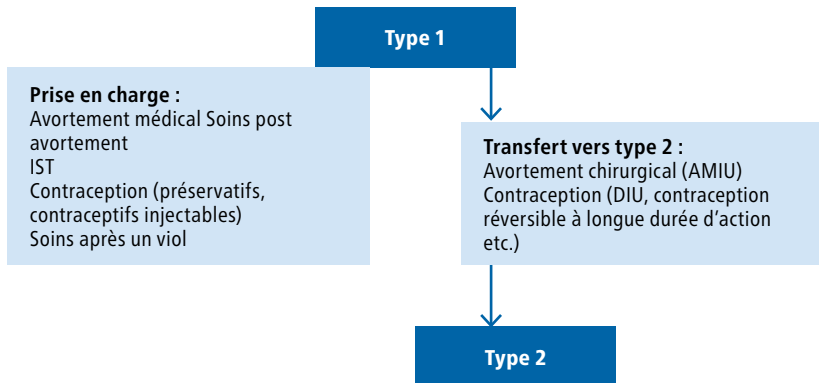 Type 1
Prise en charge :
Avortement médical Soins post
avortement
IST
Contraception (préservatifs,
contraceptifs injectables)
Soins après un viol
Transfert vers type 2 :
Avortement chirurgical (AMIU)
Contraception (DIU, contraception
réversible à longue durée d’action
etc.)
Type 2